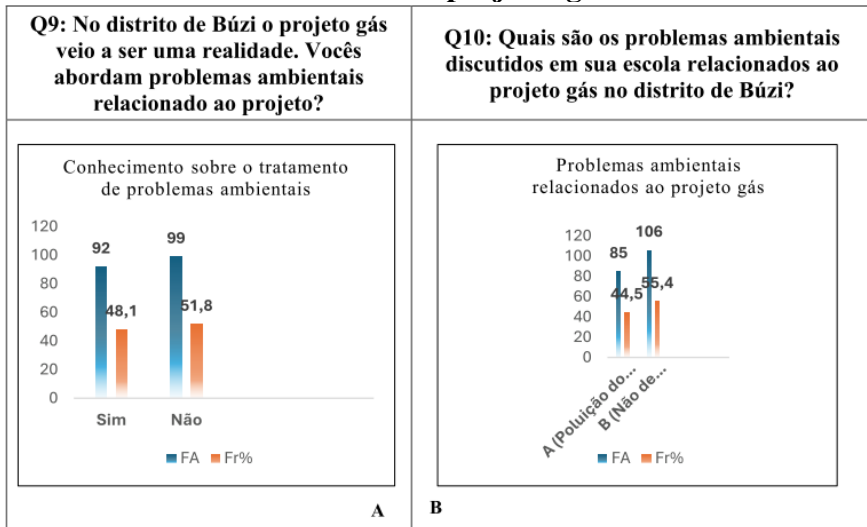 Q9: No distrito de Búzi o projeto gás
veio a ser uma realidade. Vocês
abordam problemas ambientais
relacionado ao projeto?
Q10: Quais são os problemas ambientais
discutidos em sua escola relacionados ao
projeto gás no distrito de Búzi?
Conhecimento sobre o tratamento
de problemas ambientais
120
100
80
60
40
20
0
92
48,1
99
51,8
Sim
Não
FA
Fr%
A
Problemas ambientais
relacionados ao projeto gás
120
100
80
60
40
20
0
85
44,5
106
55,4
A (Poluição do...
B (Não de...
FA
Fr%
B